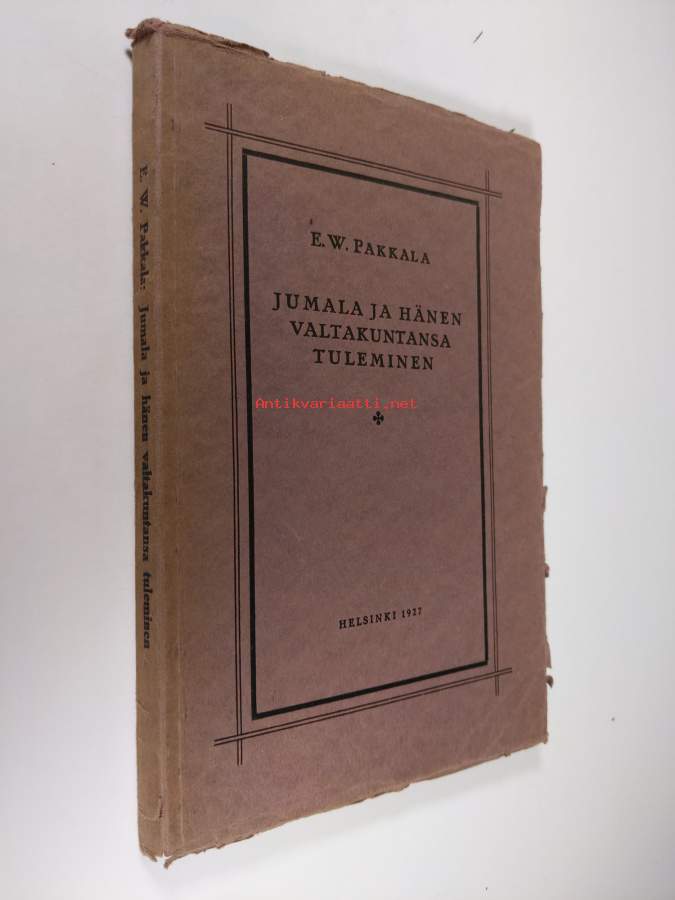 E. W. Pakkala: Jumala ja hänen valtakuntansa tuleminen
E.W. PAKKALA
JUMALA JA HÄNEN
VALTAKUNTANSA
TULEMINEN
Antikvariaatti.net
HELSINKI 1927